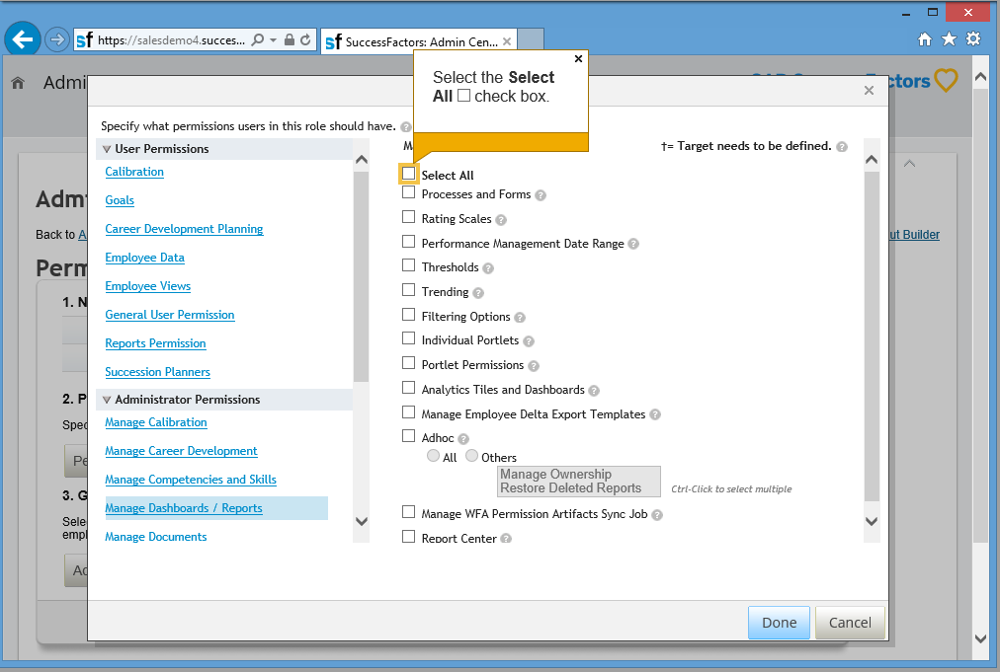 sf https://salesdemo4.succes...
sf SuccessFactors: Admin Cen... ×
Select the Select
All check box.
Admi
Factors
Specify what permissions users in this role should have.
†= Target needs to be defined.
User Permissions
Calibration
Goals
Career Development Planning
Employee Data
Employee Views
General User Permission
Reports Permission
Succession Planners
Administrator Permissions
Manage Calibration
Manage Career Development
Manage Competencies and Skills
Manage Dashboards / Reports
Manage Documents
Select All
Processes and Forms
Rating Scales
Performance Management Date Range
Thresholds
Trending
Filtering Options
Individual Portlets
Portlet Permissions
Analytics Tiles and Dashboards
Manage Employee Delta Export Templates
Adhoc
All Others
Manage Ownership
Restore Deleted Reports
Ctrl-Click to select multiple
Manage WFA Permission Artifacts Sync Job
Report Center
Back to A
ut Builder
Perm
1. N
2. P
Spec
Pe
3. G
Sele
empl
Ad
Done
Cancel